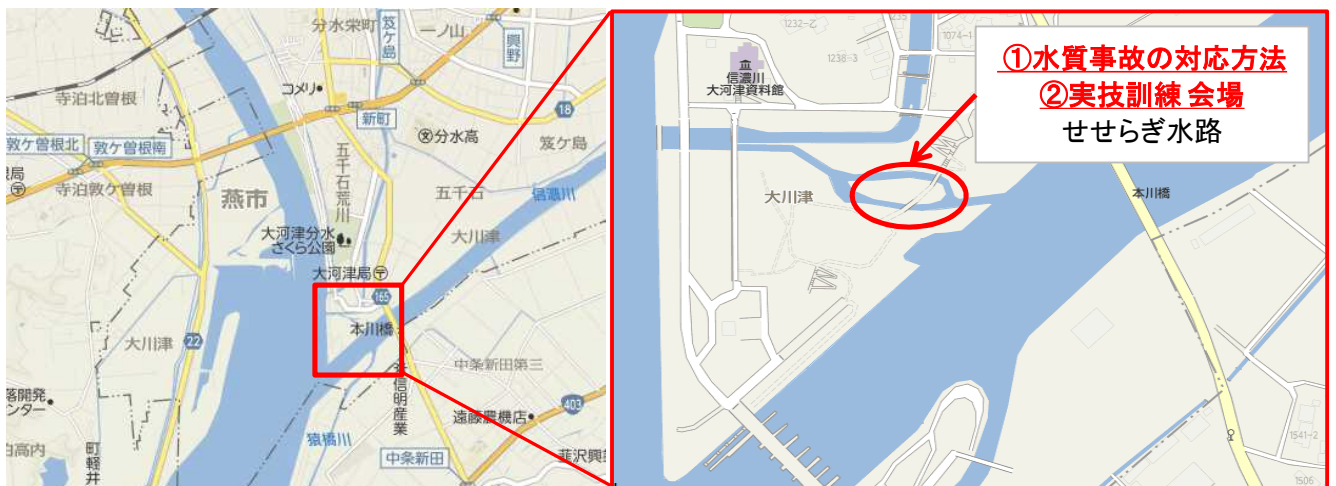 分水栄町
笈ケ島
一ノ山
興野
コメリ
寺泊北曽根
新町
18
文
分水高
笈ケ島
敦ケ曽根北
敦ケ曽根南
寺泊敦ケ曽根
五千石荒川
五千石
信濃川
燕市
大河津分水
さくら公園
大川津
大河津局
165
本川橋
大川津
22
中条新田第三
信明産業
遠藤農機店
403
猿橋川
中条新田
町軽井
1232-乙
1235
1074-1
1238-3
信濃川
大河津資料館
①水質事故の対応方法
②実技訓練 会場
せせらぎ水路
大川津
本川橋
1541-2
1506